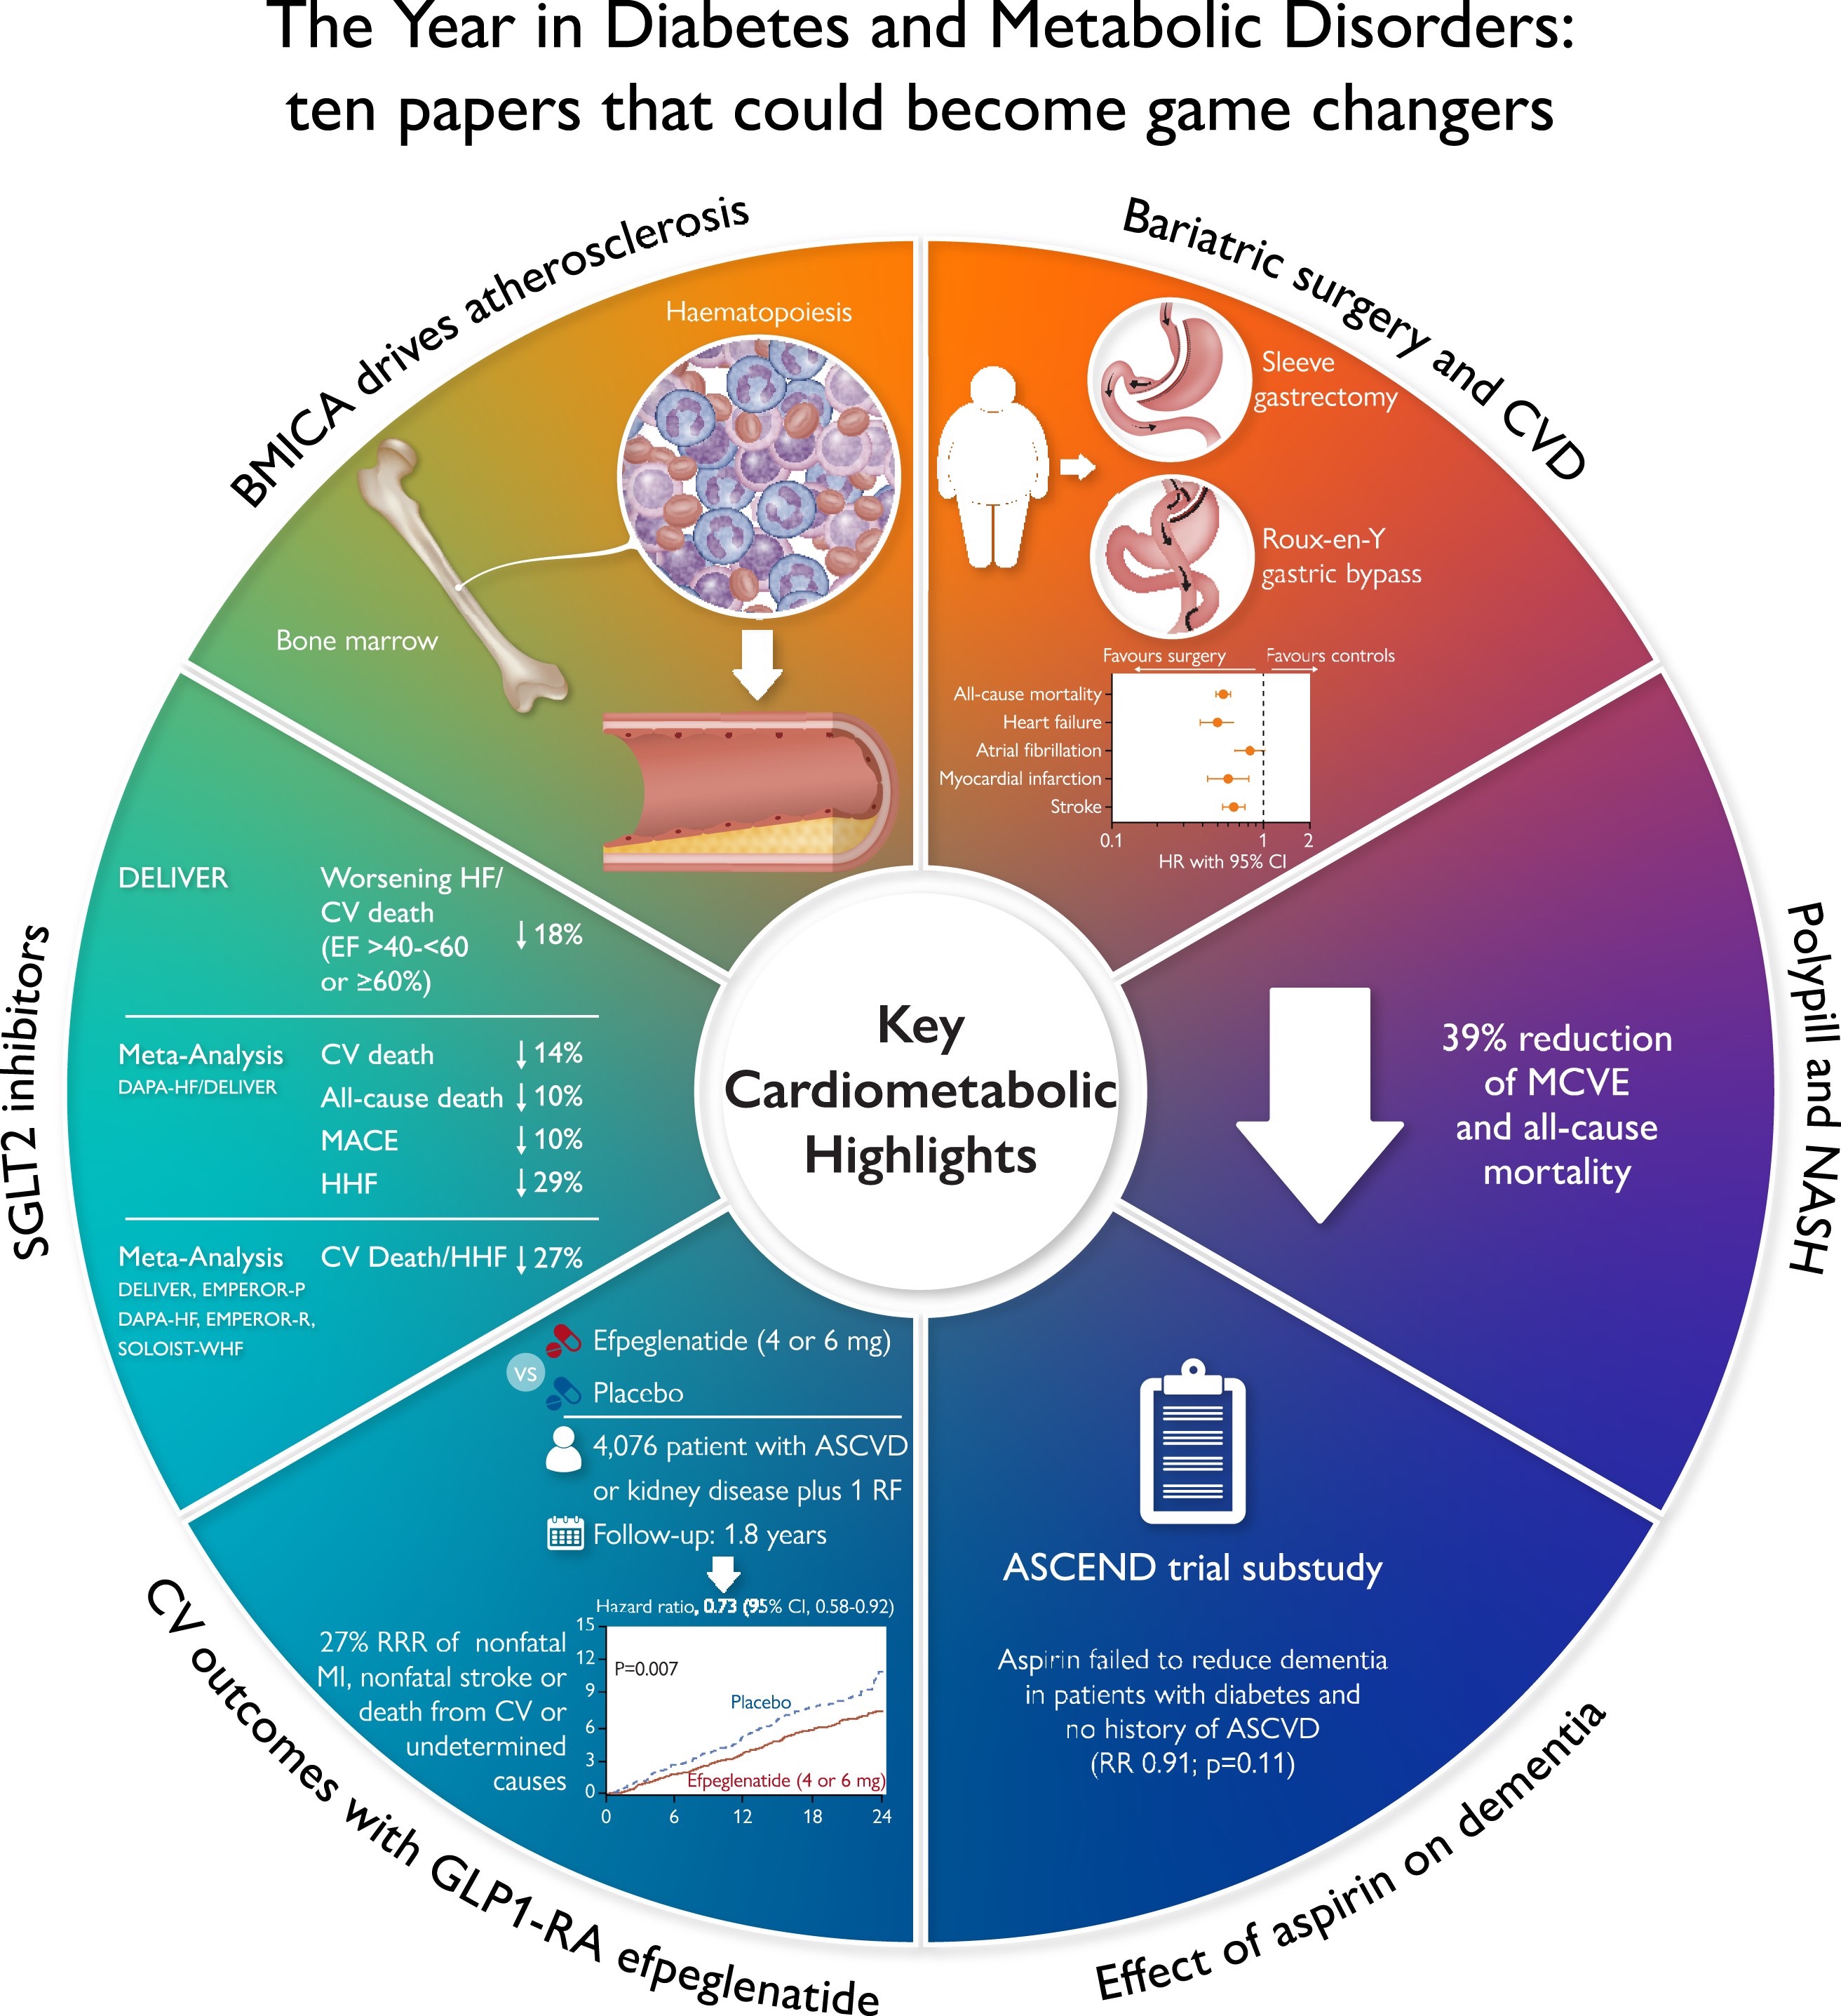 The Year in Diabetes and Metabolic Disorders:
ten papers that could become game changers
BMICA drives atherosclerosis
Haematopoiesis
Bone marrow
Bariatric surgery and CVD
Sleeve
gastrectomy
Roux-en-Y
gastric bypass
Favours surgery
Favours controls
All-cause mortality
Heart failure
Atrial fibrillation
Myocardial infarction
Stroke
0.1
1
2
HR with 95% CI
Polypill and NASH
39% reduction
of MCVE
and all-cause
mortality
Effect of aspirin on dementia
ASCEND trial substudy
Aspirin failed to reduce dementia
in patients with diabetes and
no history of ASCVD
(RR 0.91; p=0.11)
CV outcomes with GLP1-RA efpeglenatide
Efpeglenatide (4 or 6 mg)
vs
Placebo
4,076 patient with ASCVD
or kidney disease plus 1 RF
Follow-up: 1.8 years
Hazard ratio, 0.73 (95% CI, 0.58-0.92)
27% RRR of nonfatal
MI, nonfatal stroke or
death from CV or
undetermined
causes
15
12
9
6
3
0
P=0.007
Placebo
Efpeglenatide (4 or 6 mg)
0
6
12
18
24
SGLT2 inhibitors
DELIVER
Worsening HF/
CV death
(EF >40-<60
or ≥60%)
↓ 18%
Meta-Analysis
DAPA-HF/DELIVER
CV death ↓ 14%
All-cause death ↓ 10%
MACE ↓ 10%
HHF ↓ 29%
Meta-Analysis
CV Death/HHF ↓ 27%
DELIVER, EMPEROR-P
DAPA-HF, EMPEROR-R,
SOLOIST-WHF
Key
Cardiometabolic
Highlights